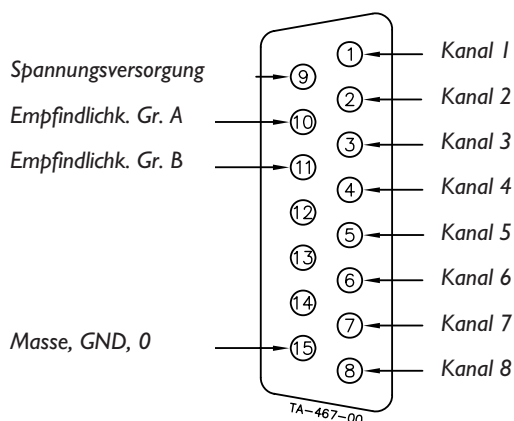 Spannungsversorgung
Empfindlichk. Gr. A
Empfindlichk. Gr. B
Masse, GND, 0
9
10
11
12
13
14
15
1
2
3
4
5
6
7
8
Kanal 1
Kanal 2
Kanal 3
Kanal 4
Kanal 5
Kanal 6
Kanal 7
Kanal 8
TA-467-00